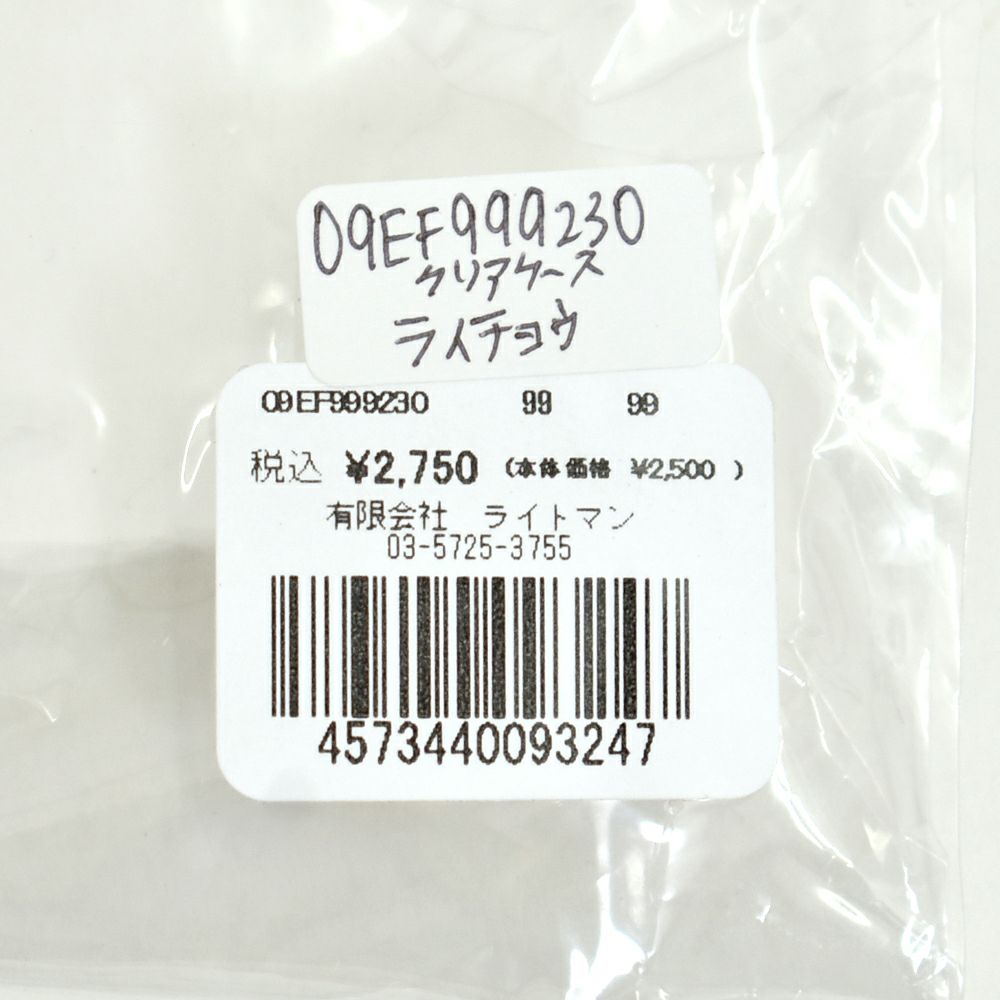 09EF999230
クリアケース
ライチョウ
09EF999230 99 99
税込 ¥2,750 (本体価格 ¥2,500 )
有限会社 ライトマン
03-5725-3755
4573440093247